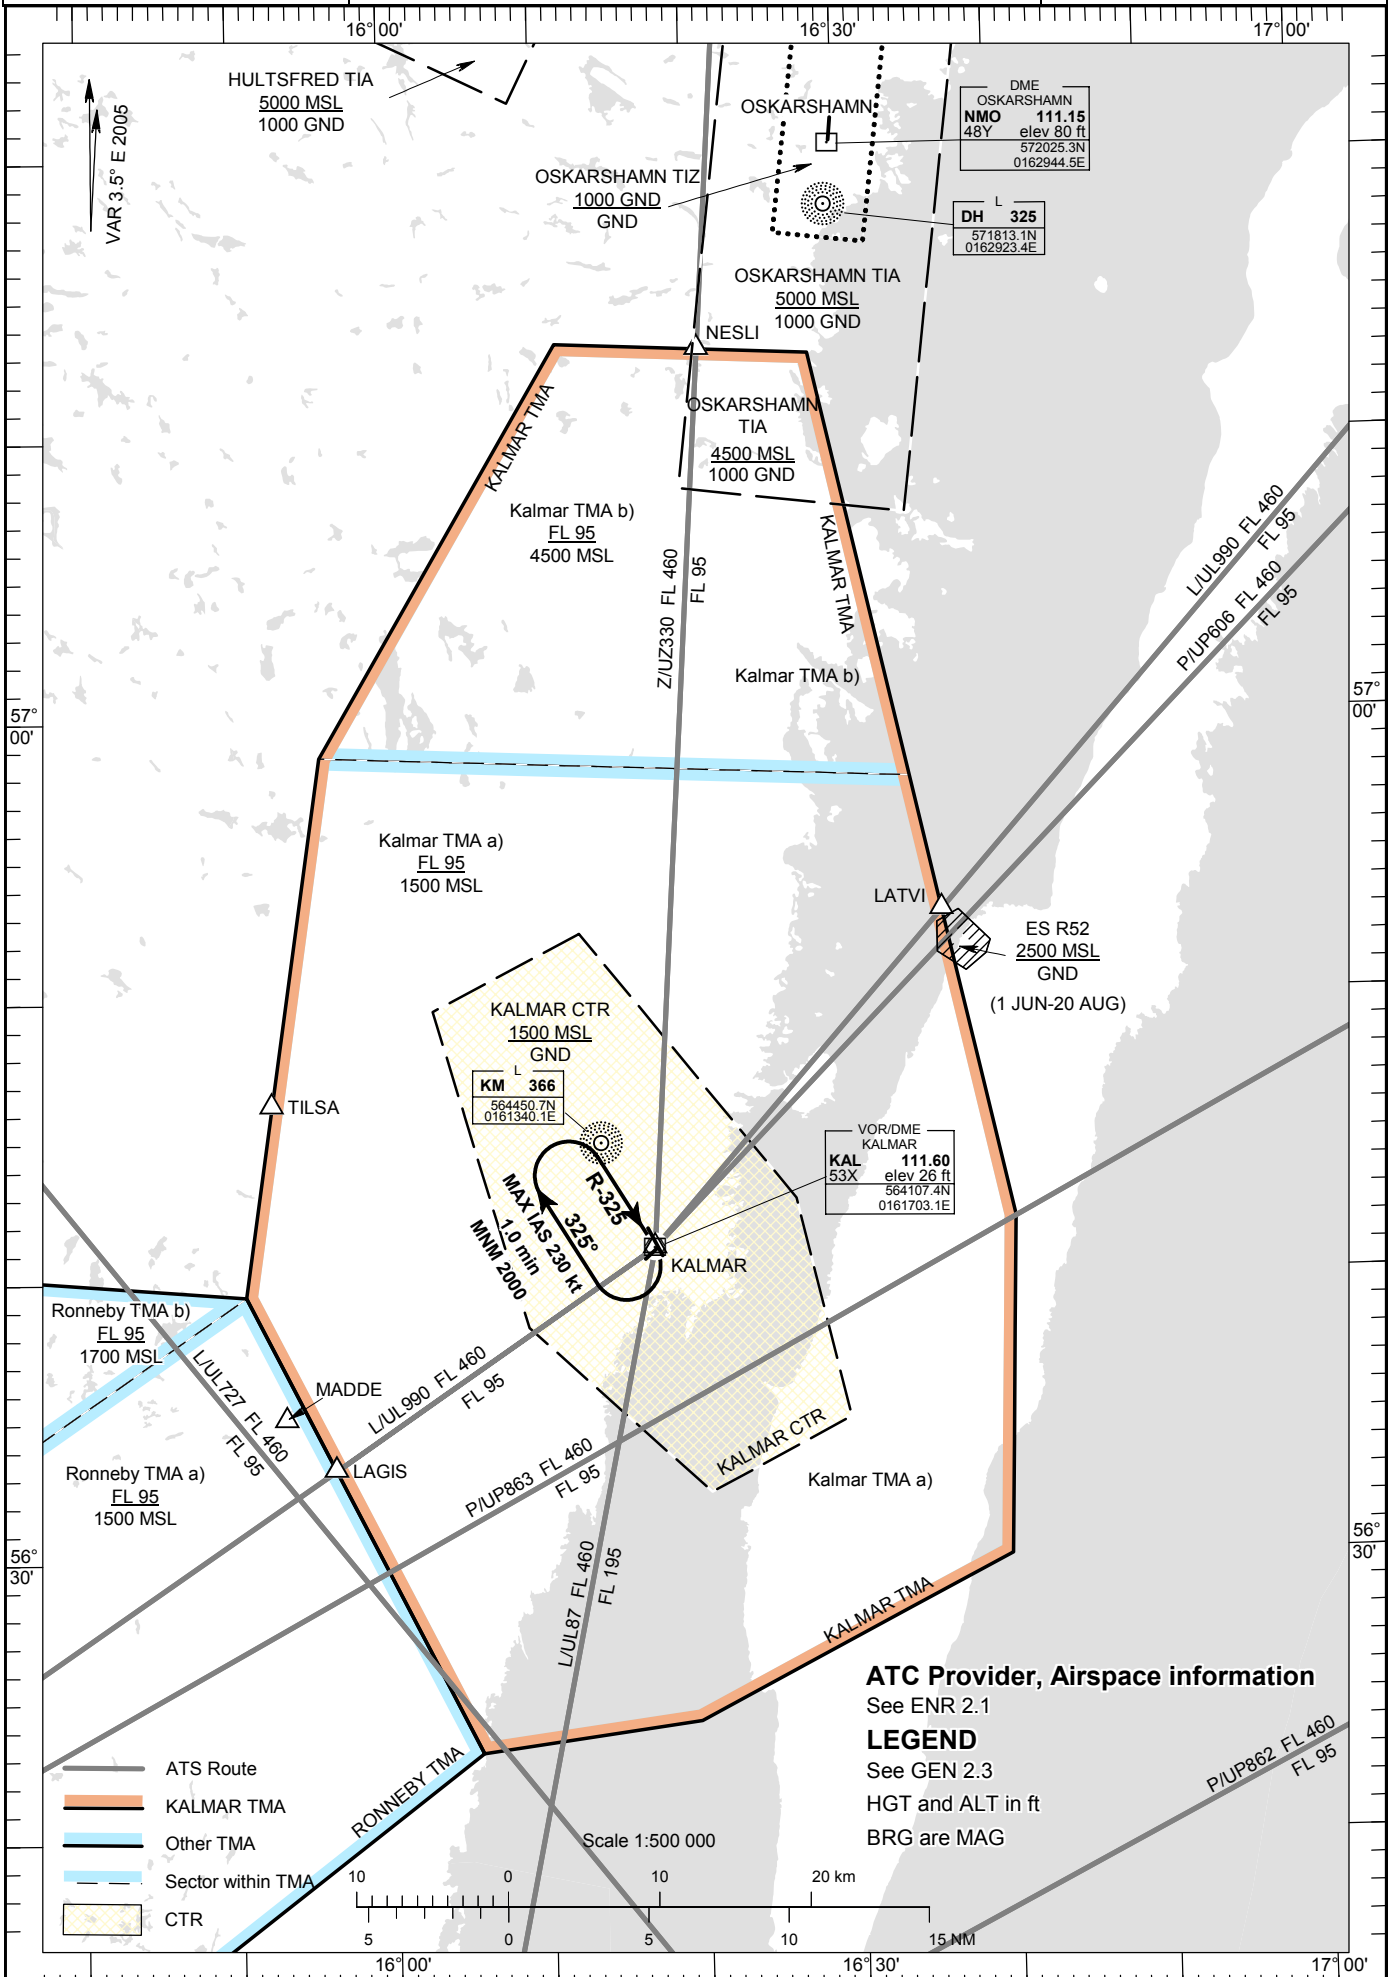 16° 00'
16° 30'
17° 00'
HULTSFRED TIA
5000 MSL
1000 GND
VAR 3.5° E 2005
OSKARSHAMN
DME
OSKARSHAMN
NMO 111.15
48Y elev 80 ft
572025.3N
0162944.5E
OSKARSHAMN TIZ
1000 GND
GND
L
DH 325
571813.1N
0162923.4E
OSKARSHAMN TIA
5000 MSL
1000 GND
NESLI
KALMAR TMA
OSKARSHAMN
TIA
4500 MSL
1000 GND
Kalmar TMA b)
FL 95
4500 MSL
KALMAR TMA
Z/UZ330 FL 460
FL 95
L/UL990 FL 460
FL 95
P/UP606 FL 460
FL 95
Kalmar TMA b)
57°
00'
57°
00'
Kalmar TMA a)
FL 95
1500 MSL
LATVI
ES R52
2500 MSL
GND
(1 JUN-20 AUG)
KALMAR CTR
1500 MSL
GND
L
KM 366
564450.7N
0161340.1E
TILSA
VOR/DME
KALMAR
KAL 111.60
53X elev 26 ft
564107.4N
0161703.1E
R-325
325°
MAX IAS 230 kt
1.0 min
MNM 2000
KALMAR
Ronneby TMA b)
FL 95
1700 MSL
L/UL727 FL 460
FL 95
MADDE
L/UL990 FL 460
FL 95
LAGIS
Ronneby TMA a)
FL 95
1500 MSL
P/UP863 FL 460
FL 95
KALMAR CTR
Kalmar TMA a)
56°
30'
56°
30'
L/UL87 FL 460
FL 195
KALMAR TMA
ATC Provider, Airspace information
See ENR 2.1
LEGEND
See GEN 2.3
HGT and ALT in ft
BRG are MAG
P/UP862 FL 460
FL 95
RONNEBY TMA
ATS Route
KALMAR TMA
Other TMA
Sector within TMA
CTR
Scale 1:500 000
10 0 10 20 km
5 0 5 10 15 NM
16° 00'
16° 30'
17° 00'